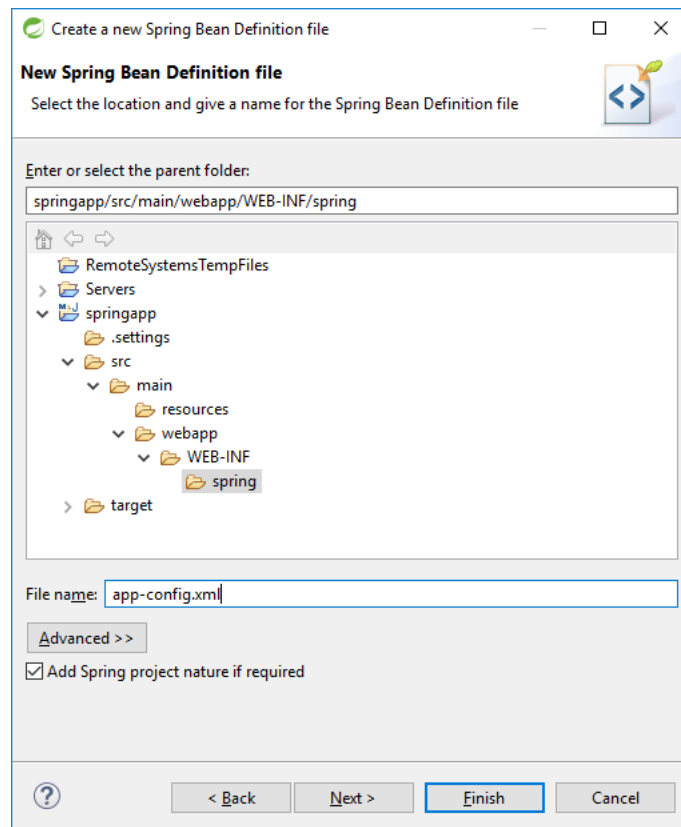 Create a new Spring Bean Definition file
New Spring Bean Definition file
Select the location and give a name for the Spring Bean Definition file
Enter or select the parent folder:
springapp/src/main/webapp/WEB-INF/spring
RemoteSystemsTempFiles
Servers
springapp
.settings
src
main
resources
webapp
WEB-INF
spring
target
File name: app-config.xml
Advanced >>
Add Spring project nature if required
< Back Next > Finish Cancel